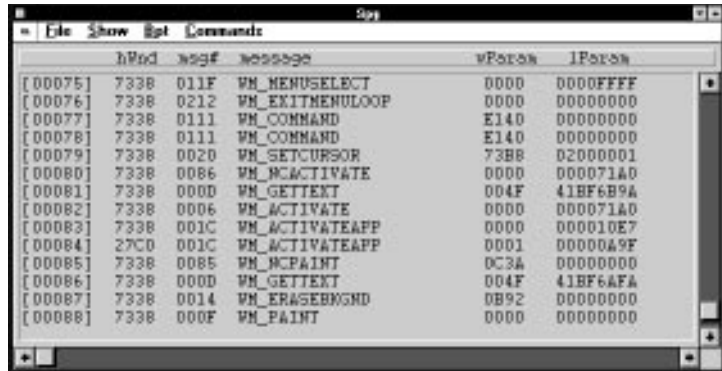 Spy
File Show Bpt Commands
hWnd msg# message wParam lParam
[00075] 7338 011F WM_MENUSELECT 0000 0000FFFF
[00076] 7338 0212 WM_EXITMENULOOP 0000 00000000
[00077] 7338 0111 WM_COMMAND E140 00000000
[00078] 7338 0111 WM_COMMAND E140 00000000
[00079] 7338 0020 WM_SETCURSOR 73B8 02000001
[00080] 7338 0086 WM_NCACTIVATE 0000 000071A0
[00081] 7338 000D WM_GETTEXT 004F 41BF6B9A
[00082] 7338 0006 WM_ACTIVATE 0000 000071A0
[00083] 7338 001C WM_ACTIVATEAPP 0000 000010E7
[00084] 27C0 001C WM_ACTIVATEAPP 0001 00000A9F
[00085] 7338 0085 WM_NCPAINT 0C3A 00000000
[00086] 7338 000D WM_GETTEXT 004F 41BF6AFA
[00087] 7338 0014 WM_ERASEBKGND 0B92 00000000
[00088] 7338 000F WM_PAINT 0000 00000000